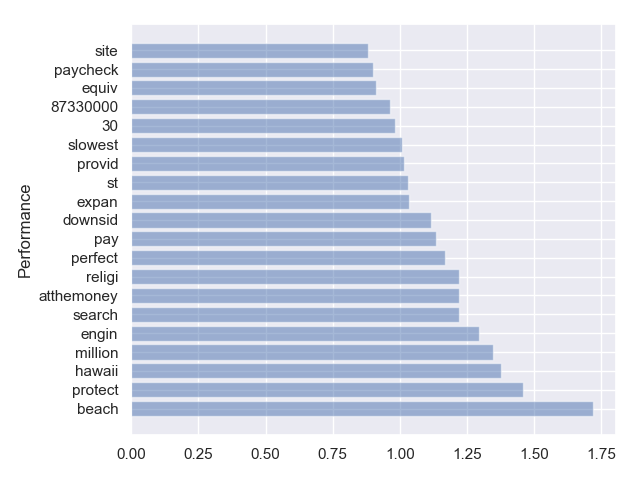 site
paycheck
equiv
87330000
30
slowest
provid
st
expan
downsid
pay
perfect
religi
atthemoney
search
engin
million
hawaii
protect
beach
Performance
0.00 0.25 0.50 0.75 1.00 1.25 1.50 1.75